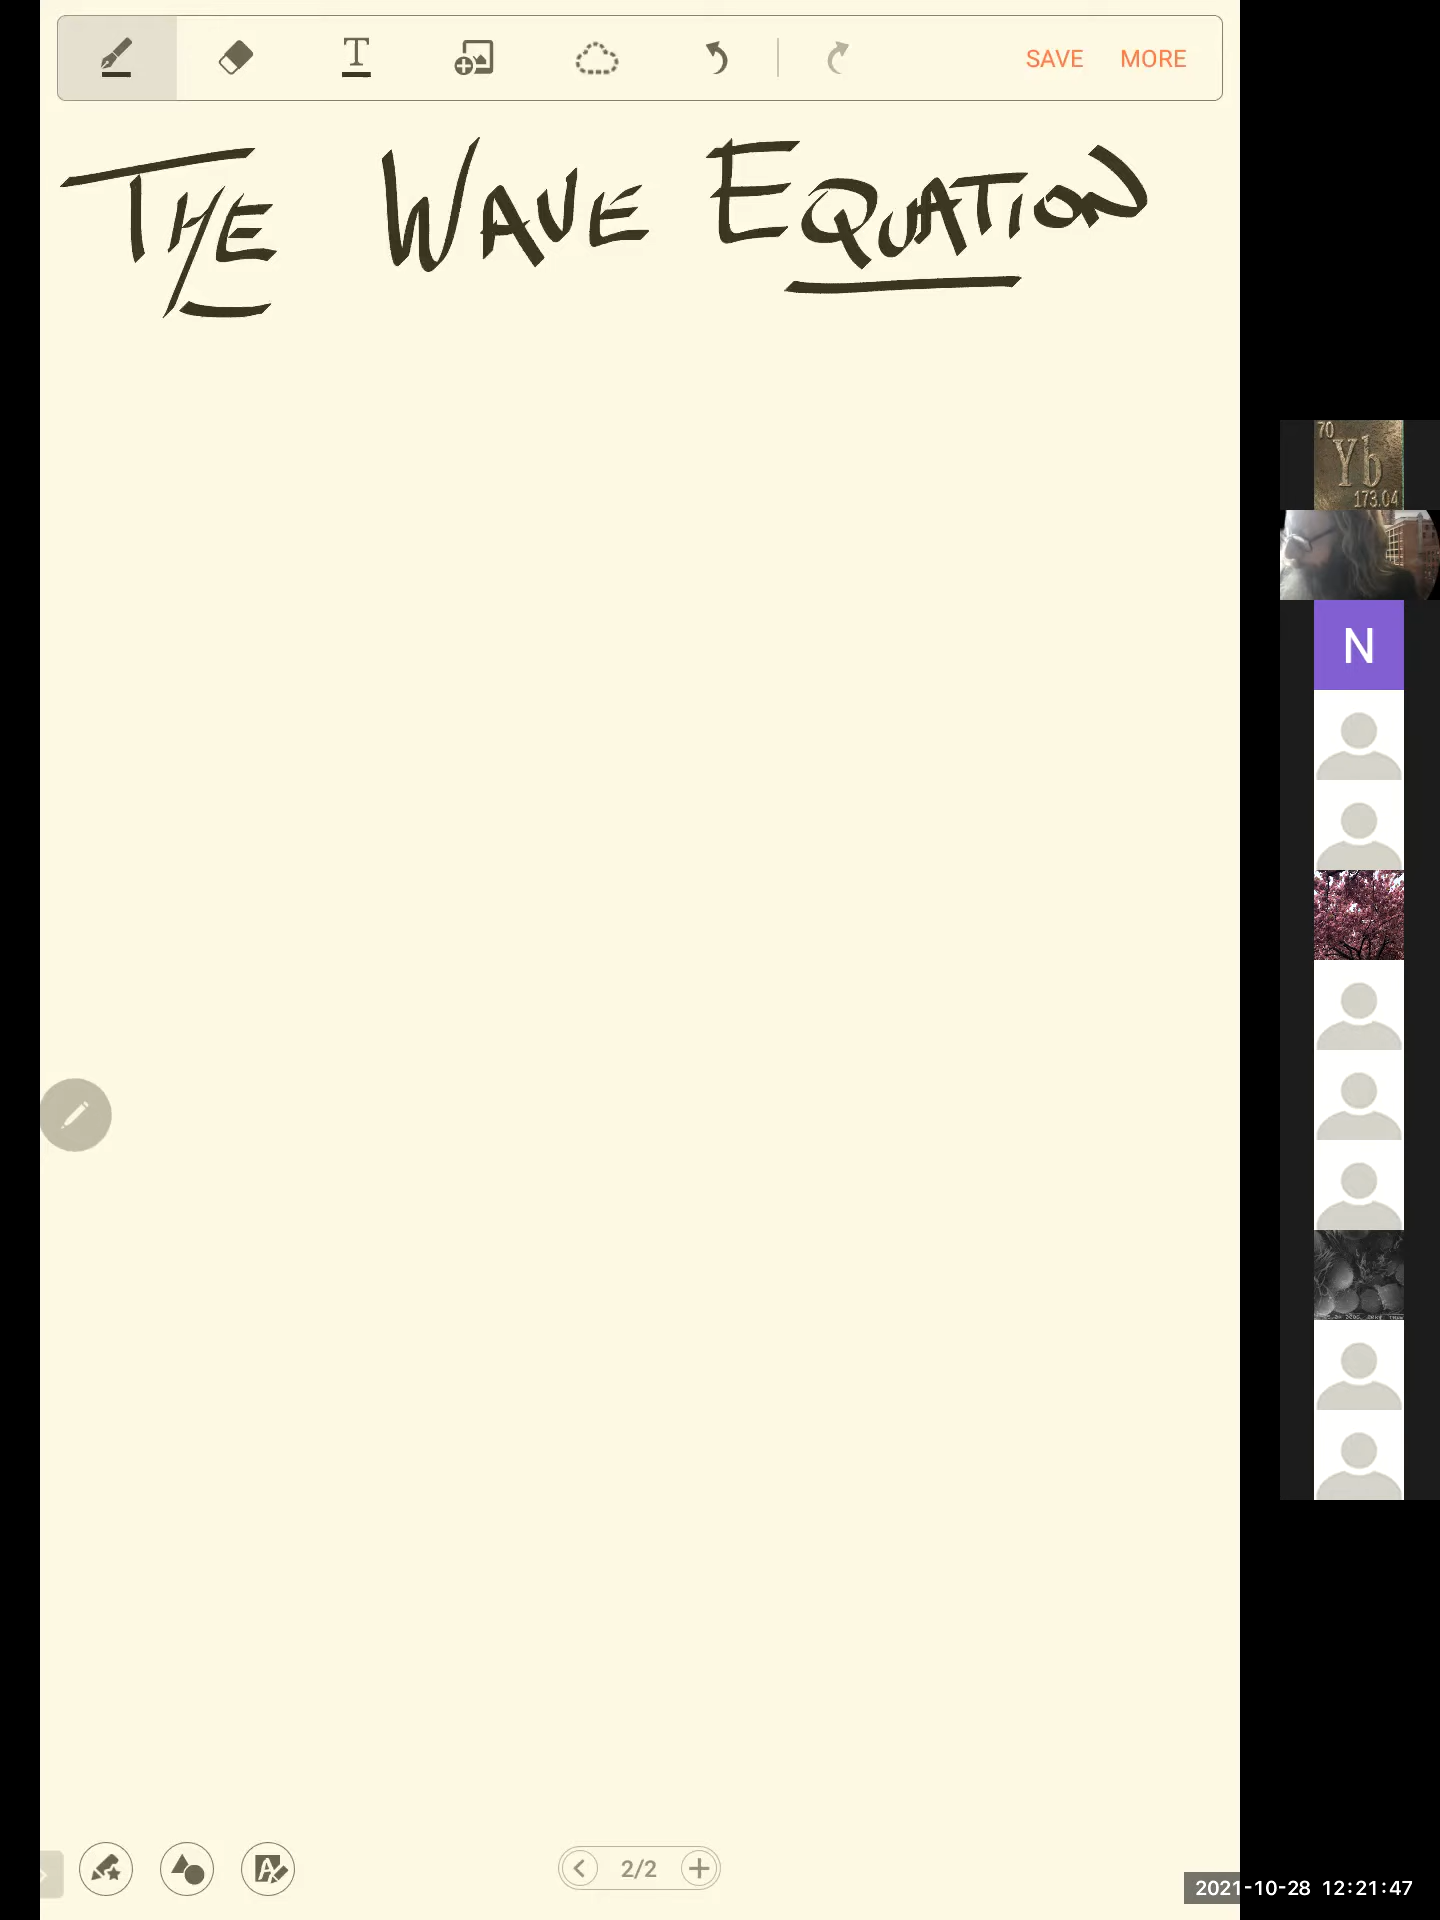 T SAVE MORE
THE WAVE EQUATION
70
Yb
173.04
N
A
2/2
2021-10-28 12:21:47